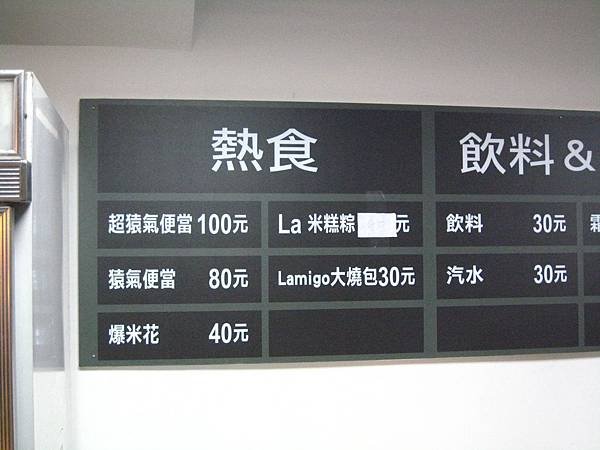 熱食
飲料 &
超猿氣便當 100元
La 米糕粽 元
飲料 30元
霜
猿氣便當 80元
Lamigo大燒包30元
汽水 30元
爆米花 40元